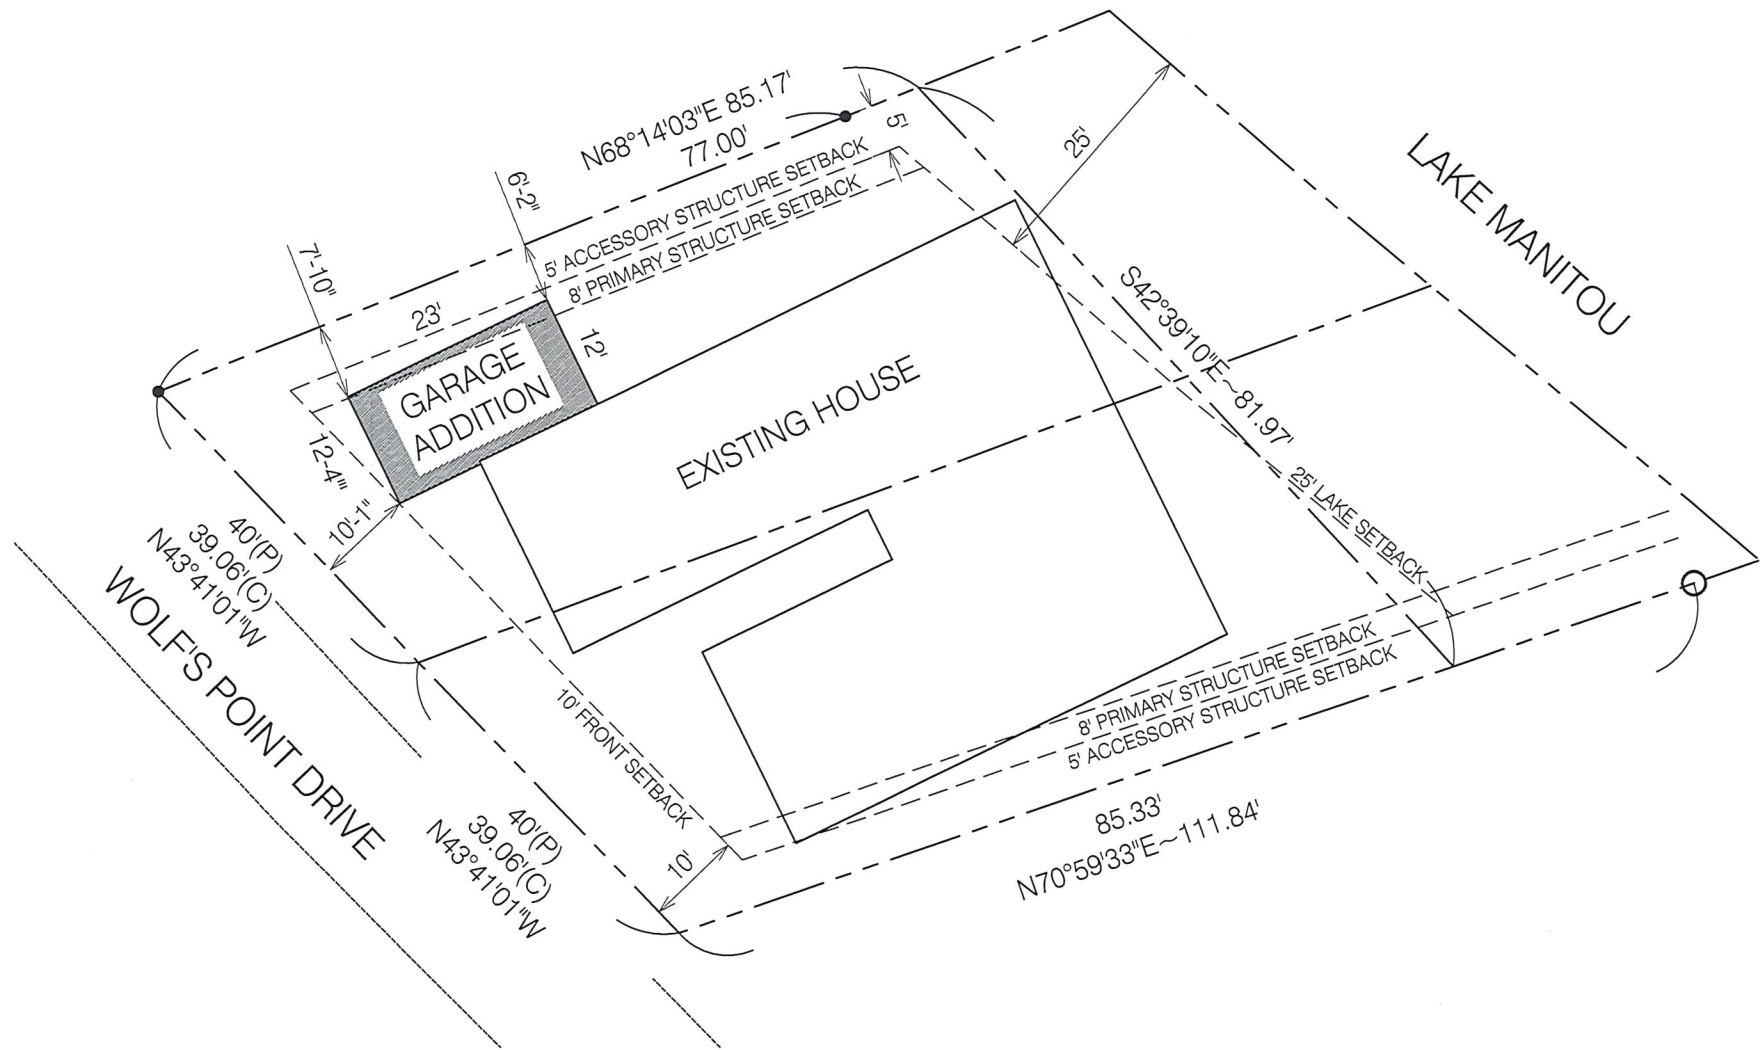 N68°14'03"E 85.17'
77.00'
5'
25'
LAKE MANITOU
6'-2"
5' ACCESSORY STRUCTURE SETBACK
8' PRIMARY STRUCTURE SETBACK
7'-10"
23'
12'
GARAGE
ADDITION
12-4'"
10'-1"
EXISTING HOUSE
S42°39'10"E~81.97'
25' LAKE SETBACK
40'(P)
39.06'(C)
N43°41'01"W
WOLF'S POINT DRIVE
10' FRONT SETBACK
8' PRIMARY STRUCTURE SETBACK
5' ACCESSORY STRUCTURE SETBACK
10'
40'(P)
39.06'(C)
N43°41'01"W
85.33'
N70°59'33"E~111.84'